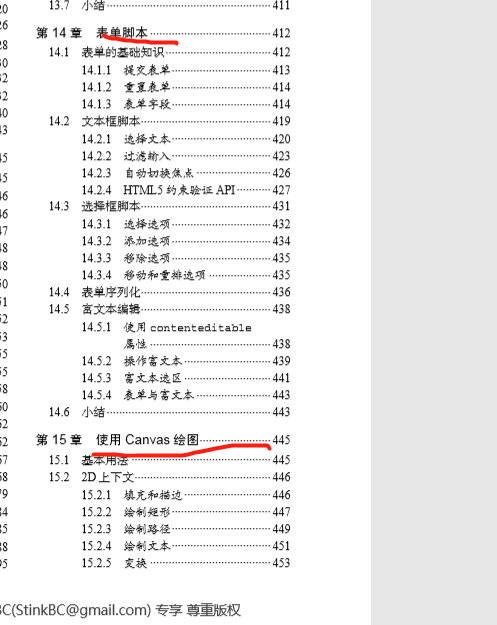 13.7 小结 411
第 14 章 表单脚本 412
14.1 表单的基础知识 412
14.1.1 提交表单 413
14.1.2 重置表单 414
14.1.3 表单字段 414
14.2 文本框脚本 419
14.2.1 选择文本 420
14.2.2 过滤输入 423
14.2.3 自动切换焦点 426
14.2.4 HTML5 约束验证 API 427
14.3 选择框脚本 431
14.3.1 选择选项 432
14.3.2 添加选项 434
14.3.3 移除选项 435
14.3.4 移动和重排选项 435
14.4 表单序列化 436
14.5 富文本编辑 438
14.5.1 使用 contenteditable
属性 438
14.5.2 操作富文本 439
14.5.3 富文本选区 441
14.5.4 表单与富文本 443
14.6 小结 443
第 15 章 使用 Canvas 绘图 445
15.1 基本用法 445
15.2 2D 上下文 446
15.2.1 填充和描边 446
15.2.2 绘制矩形 447
15.2.3 绘制路径 449
15.2.4 绘制文本 451
15.2.5 变换 453
BC(StinkBC@gmail.com) 专享 尊重版权